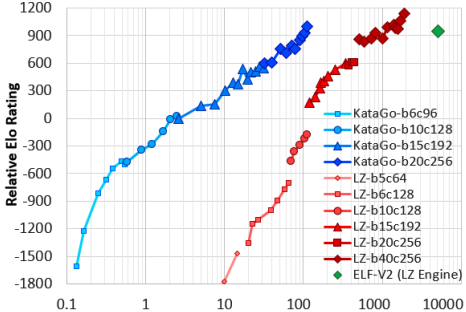 1200
900
600
300
0
-300
-600
-900
-1200
-1500
-1800
Relative Elo Rating
KataGo-b6c96
KataGo-b10c128
KataGo-b15c192
KataGo-b20c256
LZ-b5c64
LZ-b6c128
LZ-b10c128
LZ-b15c192
LZ-b20c256
LZ-b40c256
ELF-V2 (LZ Engine)
0.1 1 10 100 1000 10000